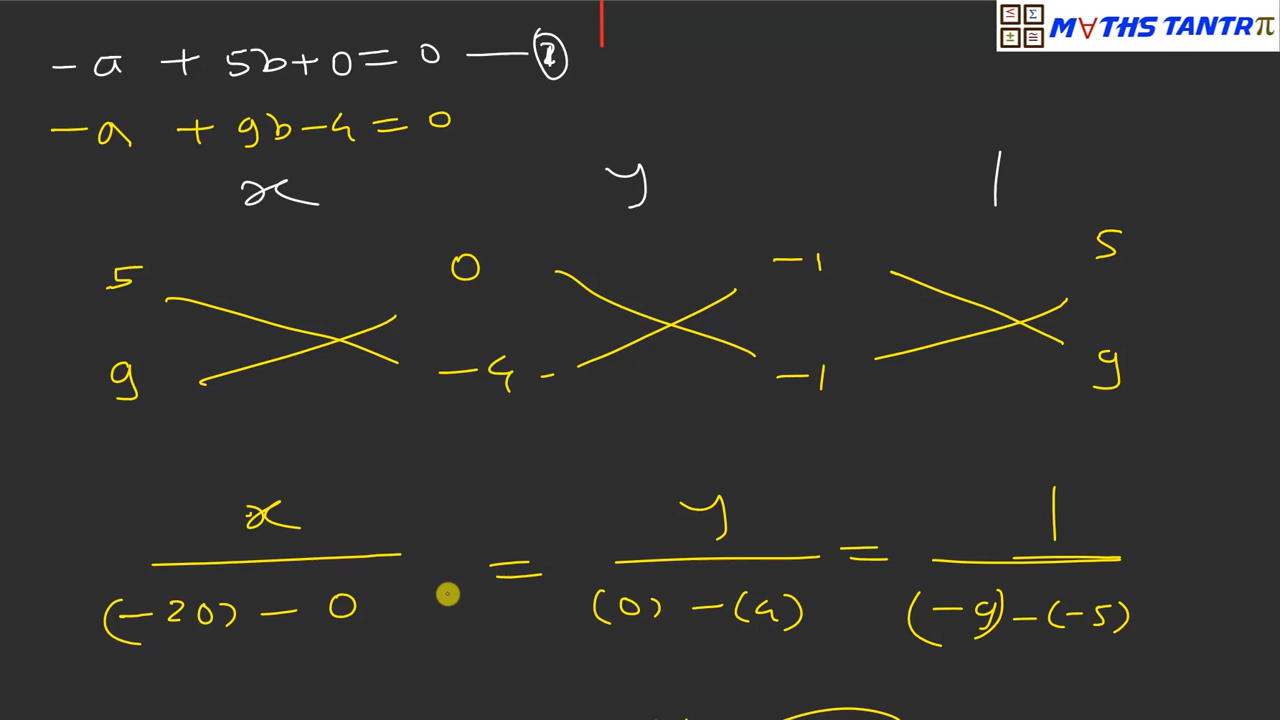 MATHS TANTRπ
≤ Σ
± ≅
-a + 5b+0=0 —②
-a + 9b-4=0
x y 1
5 0 -1 5
9 -4 - -1 9
x/((-20) - 0) = y/((0) - (4)) = 1/((-9)-(-5))